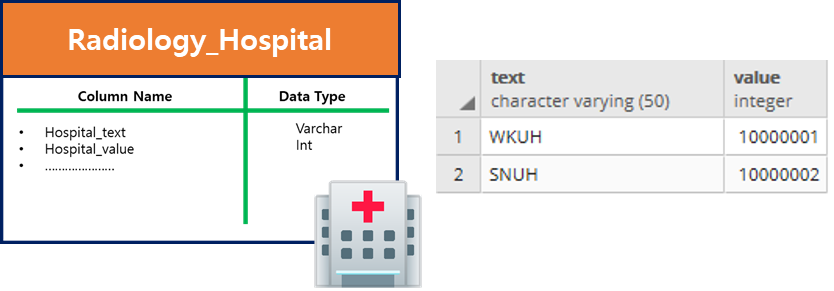 Radiology_Hospital
Column Name Data Type
• Hospital_text Varchar
• Hospital_value Int
• .....................
text value
character varying (50) integer
1 WKUH 10000001
2 SNUH 10000002